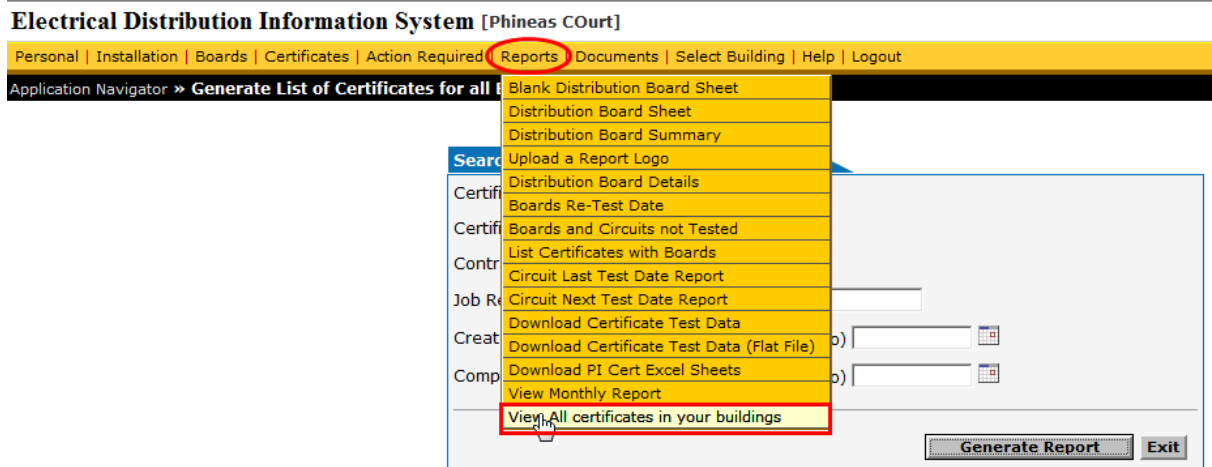 Electrical Distribution Information System [Phineas COurt]
Personal | Installation | Boards | Certificates | Action Required | Reports | Documents | Select Building | Help | Logout
Application Navigator » Generate List of Certificates for all
Blank Distribution Board Sheet
Distribution Board Sheet
Distribution Board Summary
Upload a Report Logo
Distribution Board Details
Boards Re-Test Date
Boards and Circuits not Tested
List Certificates with Boards
Circuit Last Test Date Report
Circuit Next Test Date Report
Download Certificate Test Data
Download Certificate Test Data (Flat File)
Download PI Cert Excel Sheets
View Monthly Report
View All certificates in your buildings
Generate Report Exit